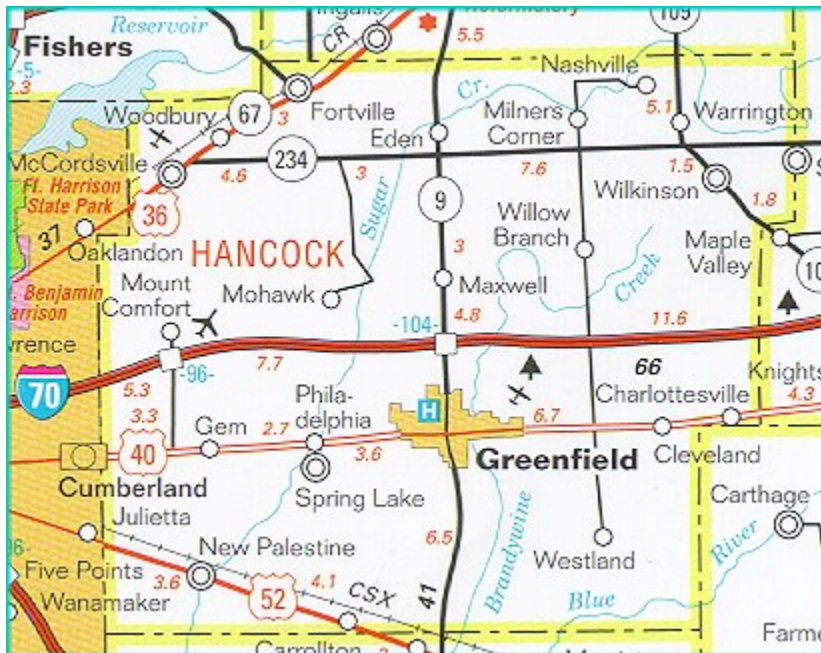 Reservoir
Fishers
-5-
2.3
Ingalls
CR
5.5
109
Nashville
Cr.
Woodbury
67
3
Fortville
Eden
Milners
Corner
5.1
Warrington
McCordsville
4.6
234
3
7.6
1.5
Wilkinson
Ft. Harrison
State Park
36
Sugar
9
Willow
Branch
1.8
37
Oaklandon
HANCOCK
3
Maple
Valley
Mount
Comfort
Mohawk
Maxwell
Creek
Benjamin
4.8
11.6
-104-
70
7.7
-96-
66
5.3
3.3
Phila-
delphia
Charlottesville
Knights
4.3
Gem
2.7
H
6.7
40
3.6
Greenfield
Cleveland
Cumberland
Spring Lake
Carthage
Julietta
6.5
Brandywine
New Palestine
Westland
River
Five Points
3.6
52
4.1
CSX
41
Blue
Wanamaker
Carrollton